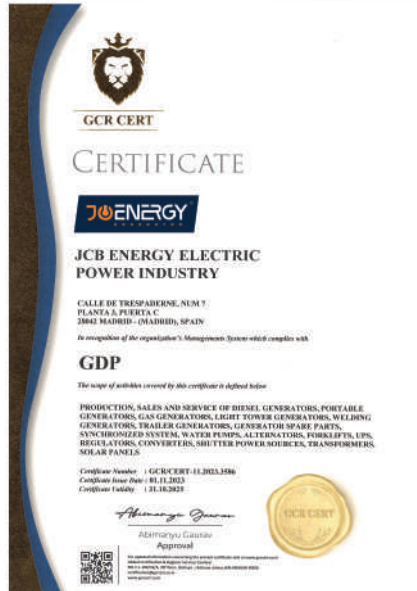 GCR CERT
CERTIFICATE
JCBENERGY
JCB ENERGY ELECTRIC
POWER INDUSTRY
CALLE DE TRESPADERNE, NUM 7
PLANTA 3, PUERTA C
28042 MADRID - (MADRID), SPAIN
In recognition of the organization's Managements System which complies with
GDP
The scope of activities covered by this certificate is defined below
PRODUCTION, SALES AND SERVICE OF DIESEL GENERATORS, PORTABLE
GENERATORS, GAS GENERATORS, LIGHT TOWER GENERATORS, WELDING
GENERATORS, TRAILER GENERATORS, GENERATOR SPARE PARTS,
SYNCHRONIZED SYSTEM, WATER PUMPS, ALTERNATORS, FORKLIFTS, UPS,
REGULATORS, CONVERTERS, SHUTTER POWER SOURCES, TRANSFORMERS,
SOLAR PANELS
Certificate Number : GCR/CERT-11.2023.3586
Certificate Issue Date : 01.11.2023
Certificate Validity : 31.10.2025
Abimanyu Gaurav
Abimanyu Gaurav
Approval
GCR CERT